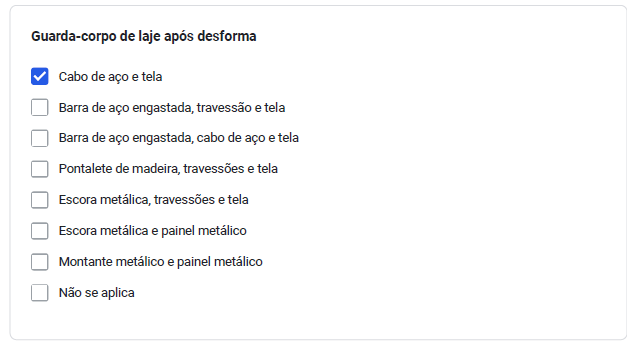 Guarda-corpo de laje após desforma
Cabo de aço e tela
Barra de aço engastada, travessão e tela
Barra de aço engastada, cabo de aço e tela
Pontalete de madeira, travessões e tela
Escora metálica, travessões e tela
Escora metálica e painel metálico
Montante metálico e painel metálico
Não se aplica